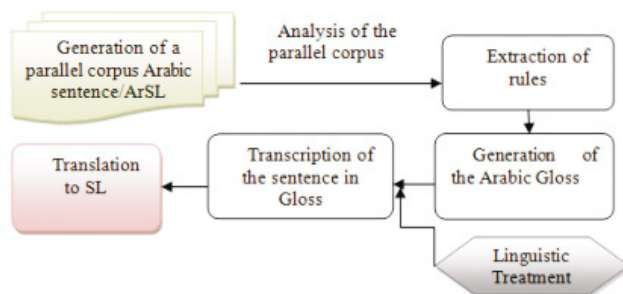 Generation of a
parallel corpus Arabic
sentence/ArSL
Analysis of the
parallel corpus
Extraction of
rules
Generation of
the Arabic Gloss
Transcription of
the sentence in
Gloss
Translation
to SL
Linguistic
Treatment